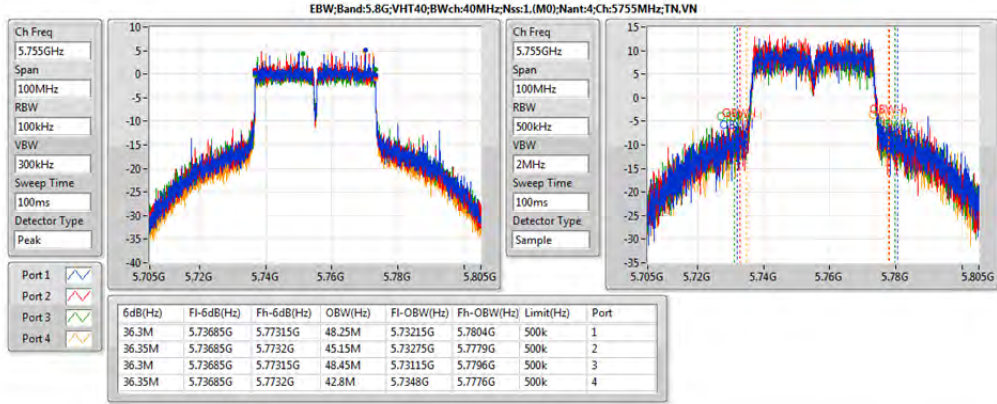 EBW;Band:5.8G;VHT40;BWch:40MHz;Nss:1,(M0);Nant:4;Ch:5755MHz;TN,VN
Ch Freq
5.755GHz
Span
100MHz
RBW
100kHz
VBW
300kHz
Sweep Time
100ms
Detector Type
Peak
10
5
0
-5
-10
-15
-20
-25
-30
-35
-40
5.705G 5.72G 5.74G 5.76G 5.78G 5.805G
Ch Freq
5.755GHz
Span
100MHz
RBW
500kHz
VBW
2MHz
Sweep Time
100ms
Detector Type
Sample
15
10
5
0
-5
-10
-15
-20
-25
-30
-35
5.705G 5.72G 5.74G 5.76G 5.78G 5.805G
OBW-h
Port 1
Port 2
Port 3
Port 4
6dB(Hz) Fl-6dB(Hz) Fh-6dB(Hz) OBW(Hz) Fl-OBW(Hz) Fh-OBW(Hz) Limit(Hz) Port
36.3M 5.73685G 5.77315G 48.25M 5.73215G 5.7804G 500k 1
36.35M 5.73685G 5.7732G 45.15M 5.73275G 5.7779G 500k 2
36.3M 5.73685G 5.77315G 48.45M 5.73115G 5.7796G 500k 3
36.35M 5.73685G 5.7732G 42.8M 5.7348G 5.7776G 500k 4